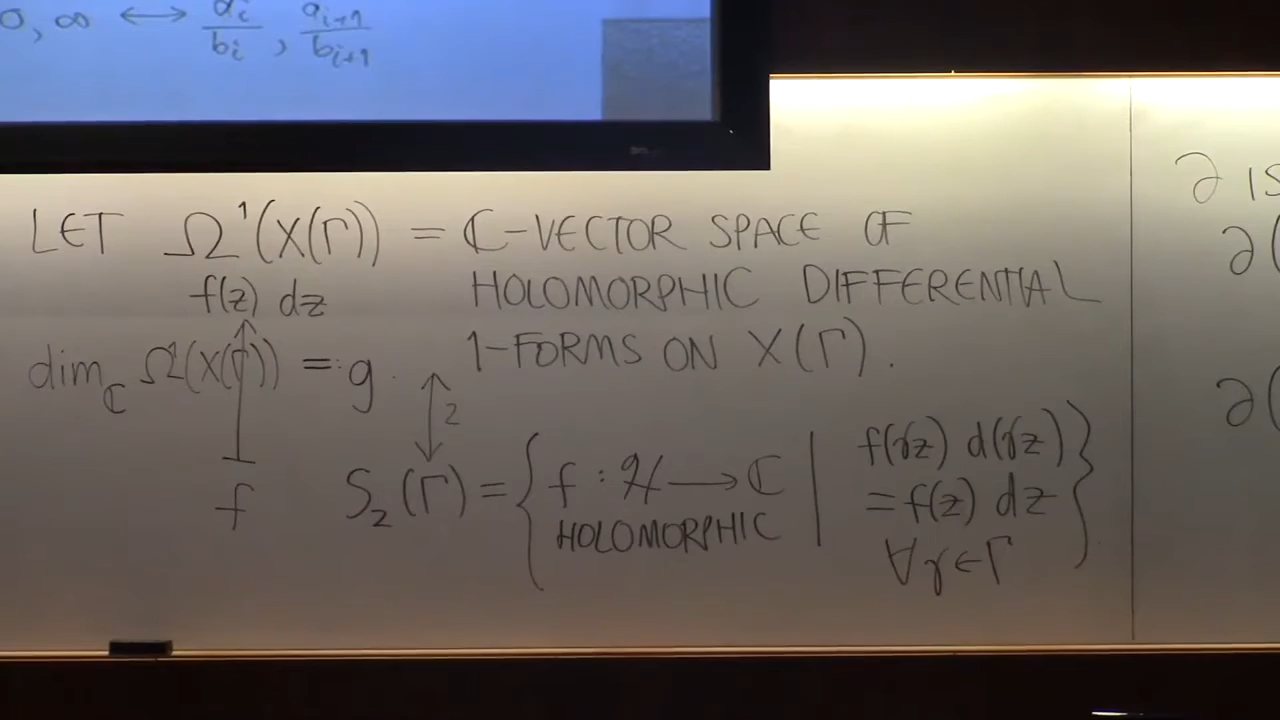 0, ∞ ⟷ a_i/b_i , a_{i+1}/b_{i+1}
LET Ω¹(X(Γ)) = ℂ-VECTOR SPACE OF
f(z) dz HOLOMORPHIC DIFFERENTIAL
dim_ℂ Ω¹(X(Γ)) = g. 1-FORMS ON X(Γ).
↕ 2
f S₂(Γ) = { f : ℋ ⟶ ℂ | f(γz) d(γz)
HOLOMORPHIC = f(z) dz }
∀γ∈Γ
∂ IS
∂(
∂(